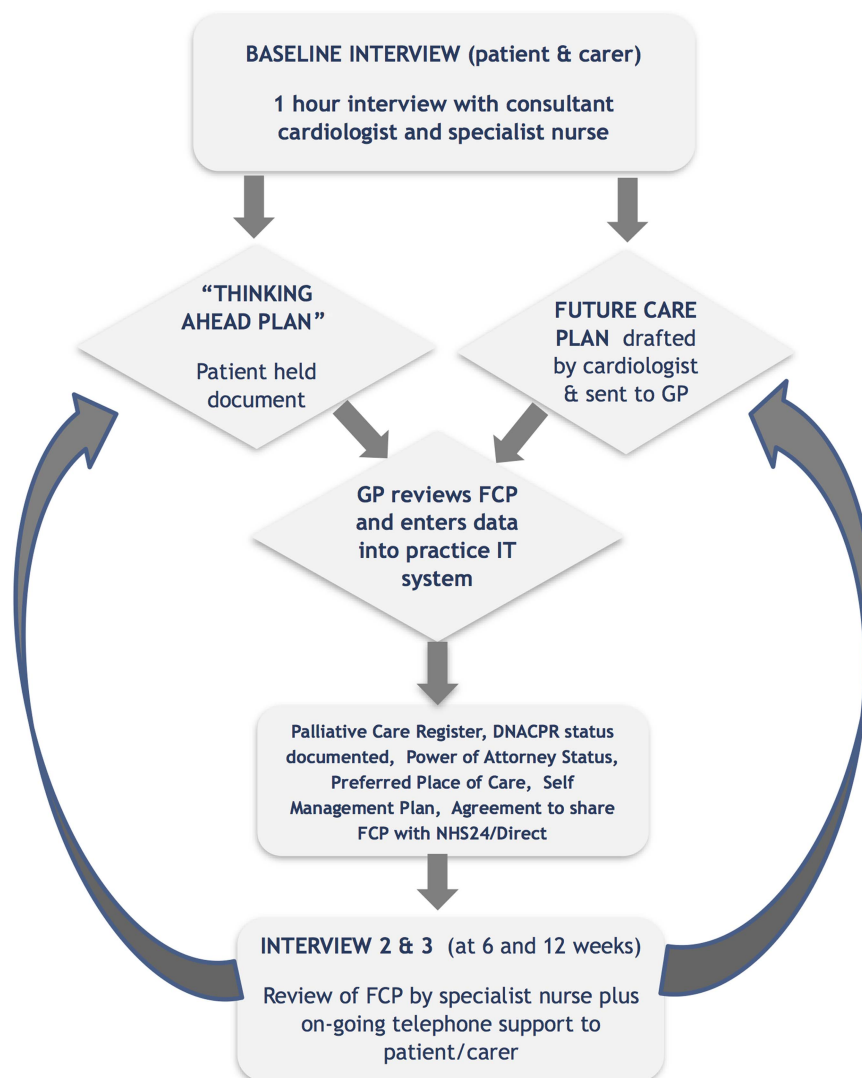 BASELINE INTERVIEW (patient & carer)
1 hour interview with consultant
cardiologist and specialist nurse
“THINKING
AHEAD PLAN”
Patient held
document
FUTURE CARE
PLAN drafted
by cardiologist
& sent to GP
GP reviews FCP
and enters data
into practice IT
system
Palliative Care Register, DNACPR status
documented, Power of Attorney Status,
Preferred Place of Care, Self
Management Plan, Agreement to share
FCP with NHS24/Direct
INTERVIEW 2 & 3 (at 6 and 12 weeks)
Review of FCP by specialist nurse plus
on-going telephone support to
patient/carer